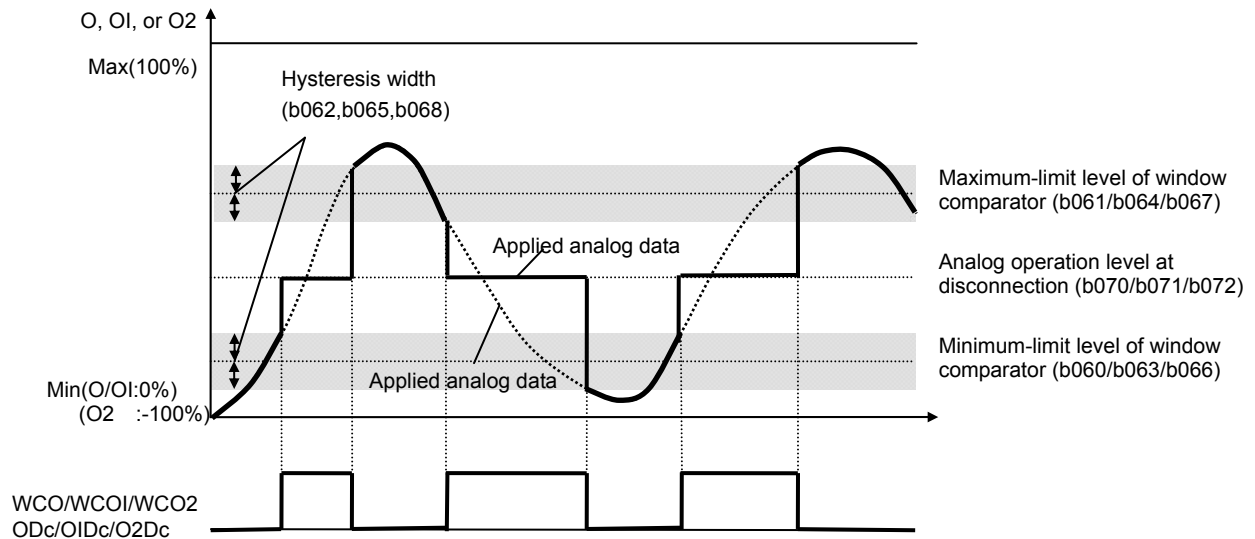 O, OI, or O2
Max(100%)
Hysteresis width
(b062,b065,b068)
Maximum-limit level of window
comparator (b061/b064/b067)
Applied analog data
Analog operation level at
disconnection (b070/b071/b072)
Minimum-limit level of window
comparator (b060/b063/b066)
Applied analog data
Min(O/OI:0%)
(O2 :-100%)
WCO/WCOI/WCO2
ODc/OIDc/O2Dc